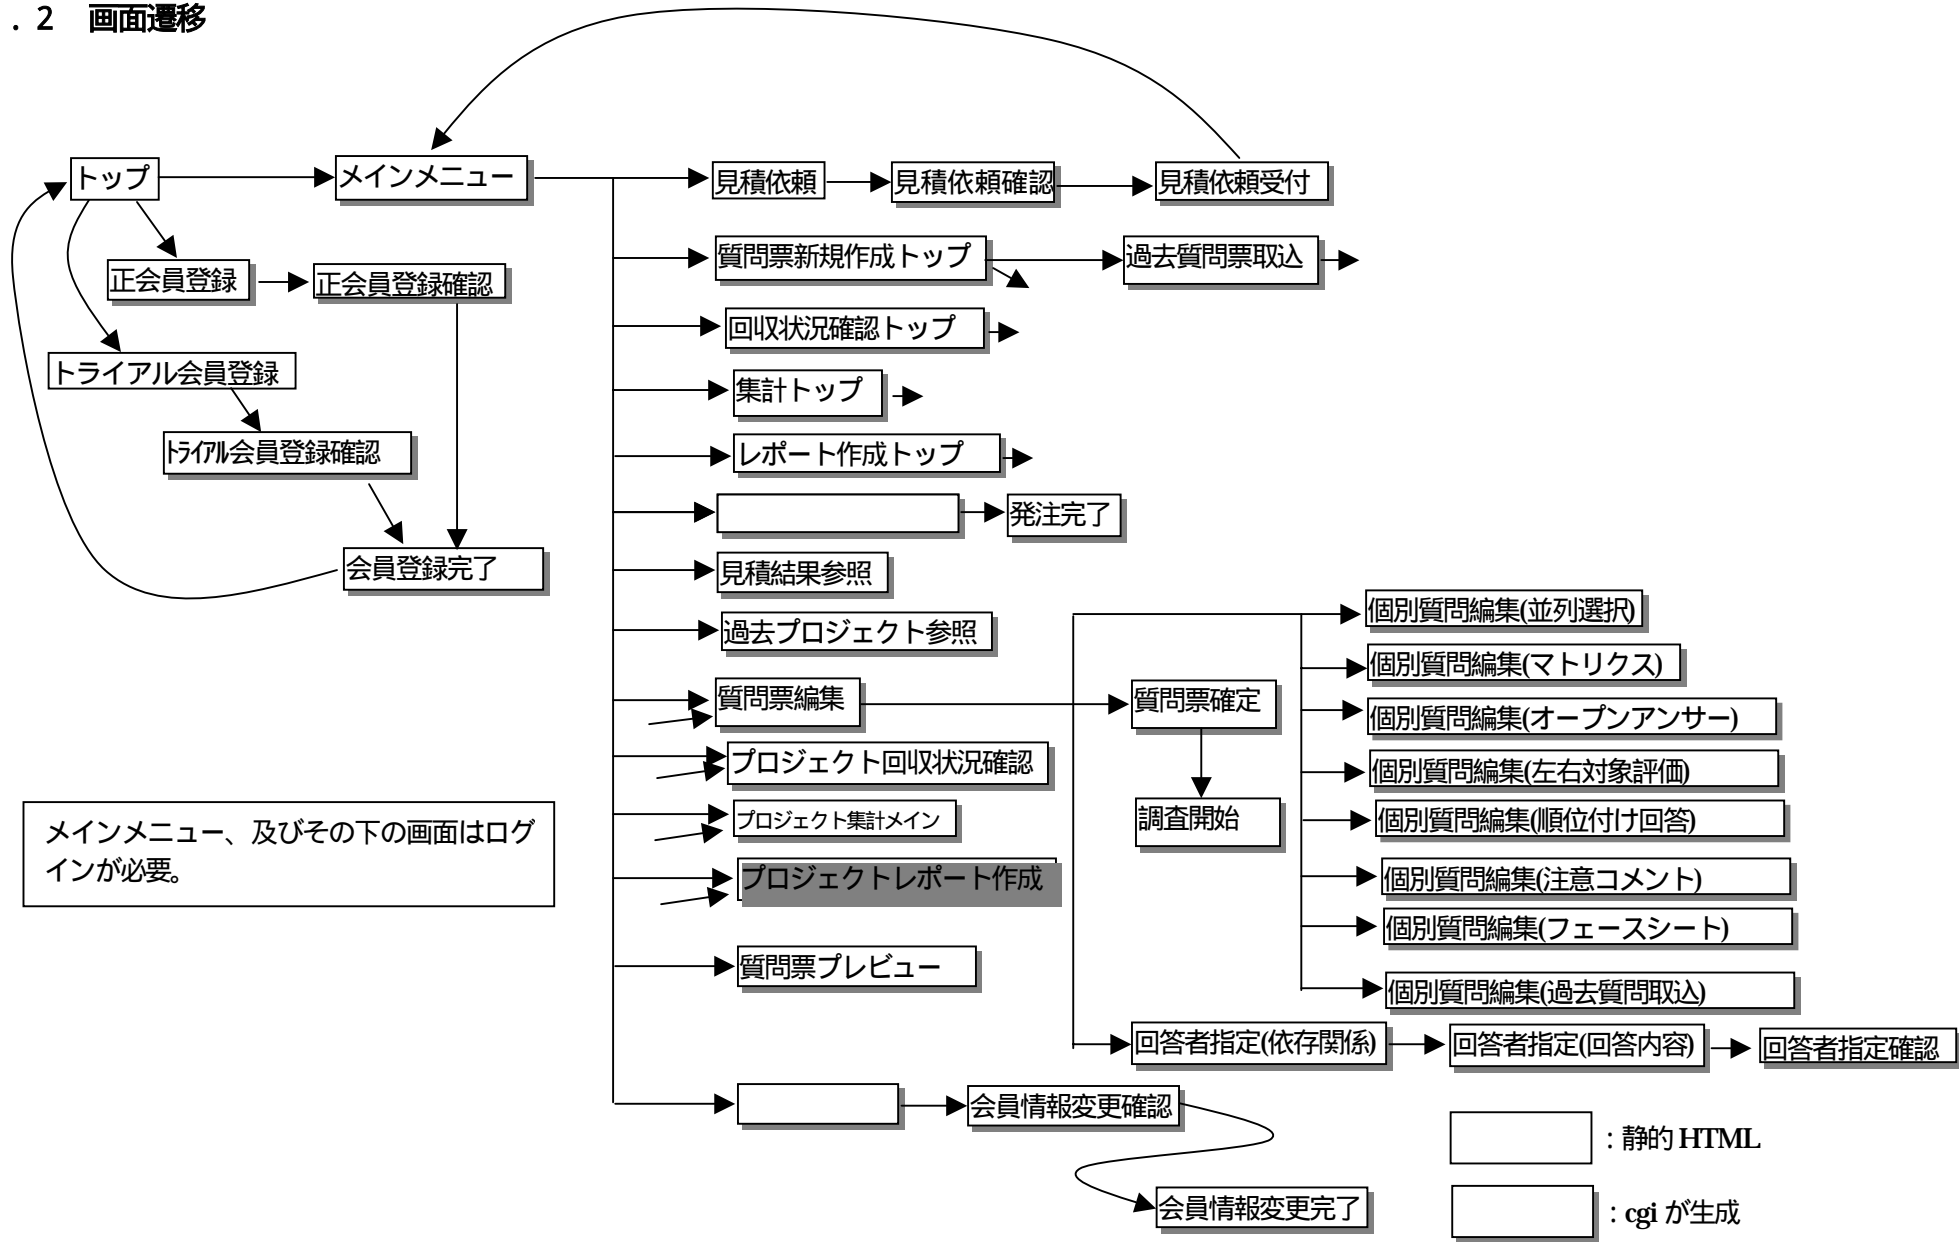 . 2 画面遷移
トップ
メインメニュー
見積依頼
見積依頼確認
見積依頼受付
正会員登録
正会員登録確認
質問票新規作成トップ
過去質問票取込
回収状況確認トップ
トライアル会員登録
集計トップ
ﾄﾗｲｱﾙ会員登録確認
レポート作成トップ
発注完了
会員登録完了
見積結果参照
過去プロジェクト参照
質問票編集
質問票確定
調査開始
プロジェクト回収状況確認
プロジェクト集計メイン
プロジェクトレポート作成
質問票プレビュー
個別質問編集(並列選択)
個別質問編集(マトリクス)
個別質問編集(オープンアンサー)
個別質問編集(左右対象評価)
個別質問編集(順位付け回答)
個別質問編集(注意コメント)
個別質問編集(フェースシート)
個別質問編集(過去質問取込)
回答者指定(依存関係)
回答者指定(回答内容)
回答者指定確認
メインメニュー、及びその下の画面はログ
インが必要。
会員情報変更確認
会員情報変更完了
：静的 HTML
：cgi が生成